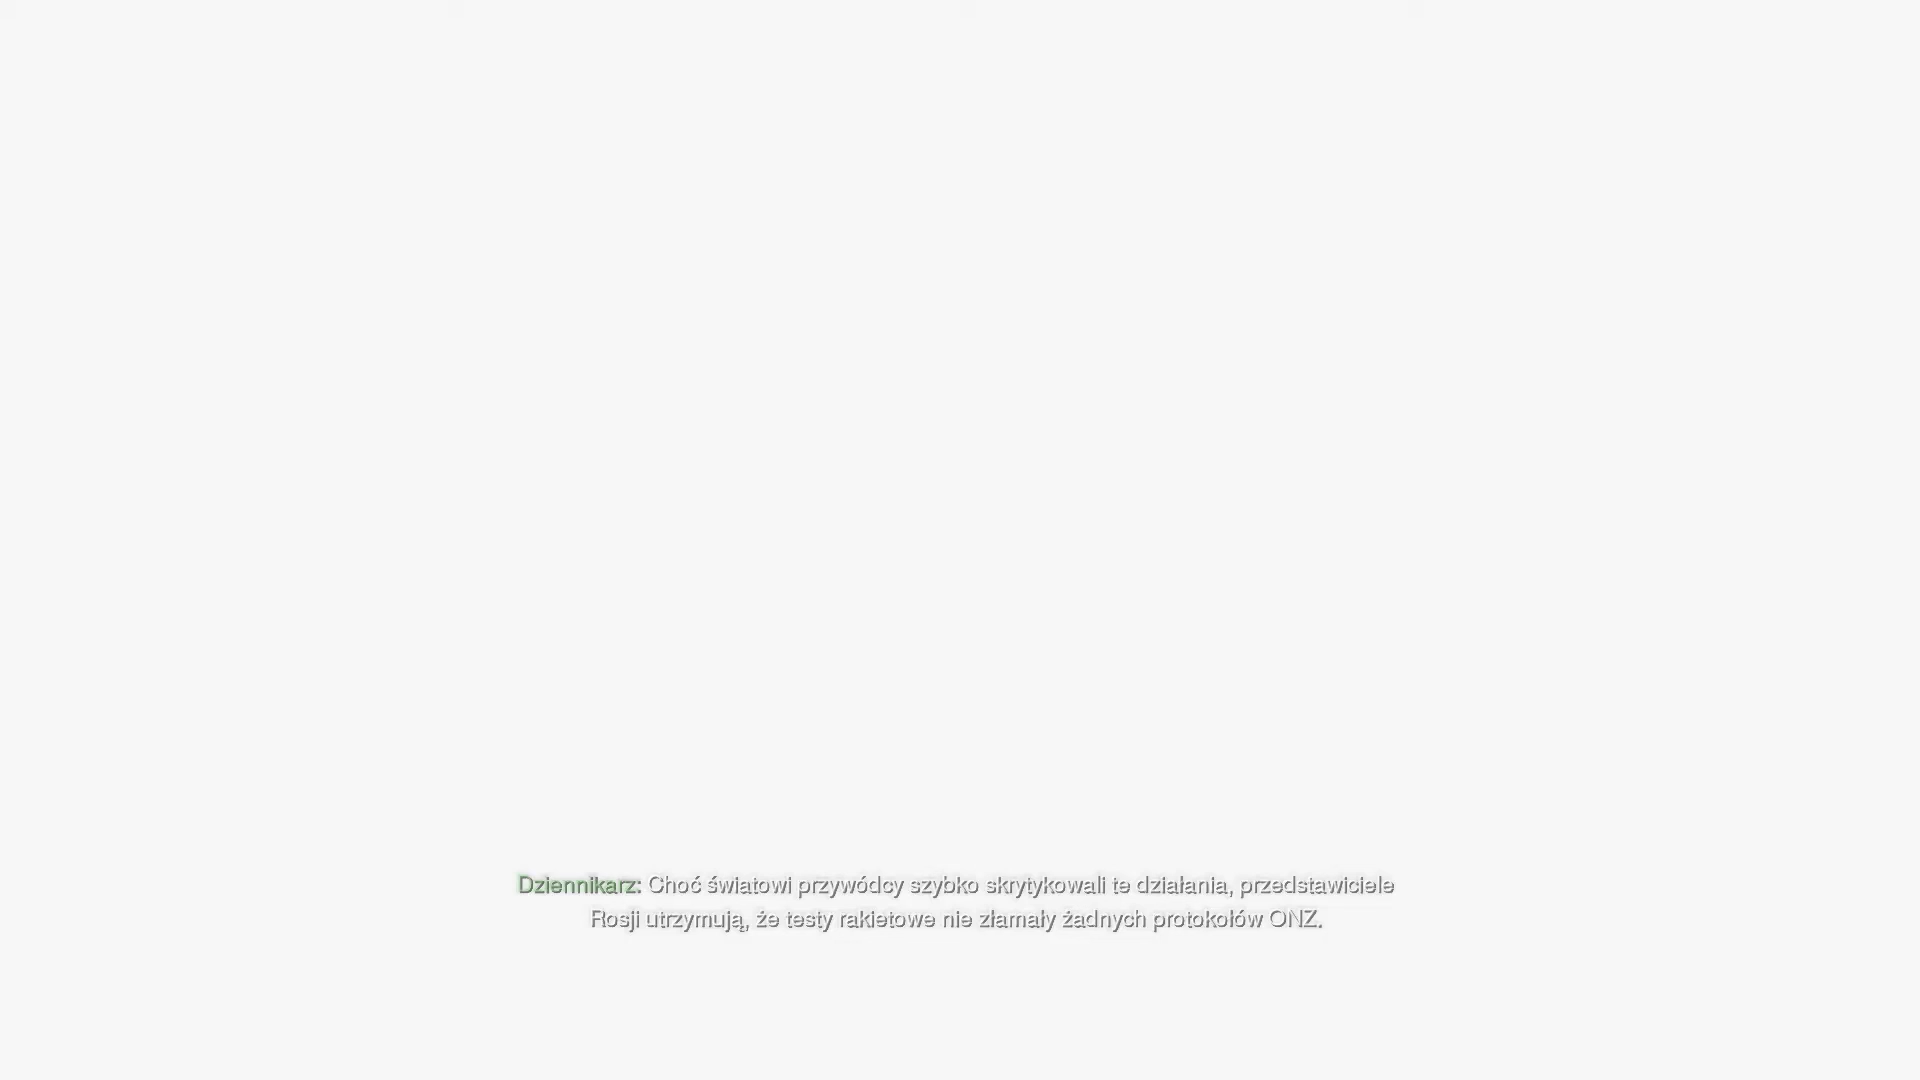 Dziennikarz: Choć światowi przywódcy szybko skrytykowali te działania, przedstawiciele
Rosji utrzymują, że testy rakietowe nie złamały żadnych protokołów ONZ.